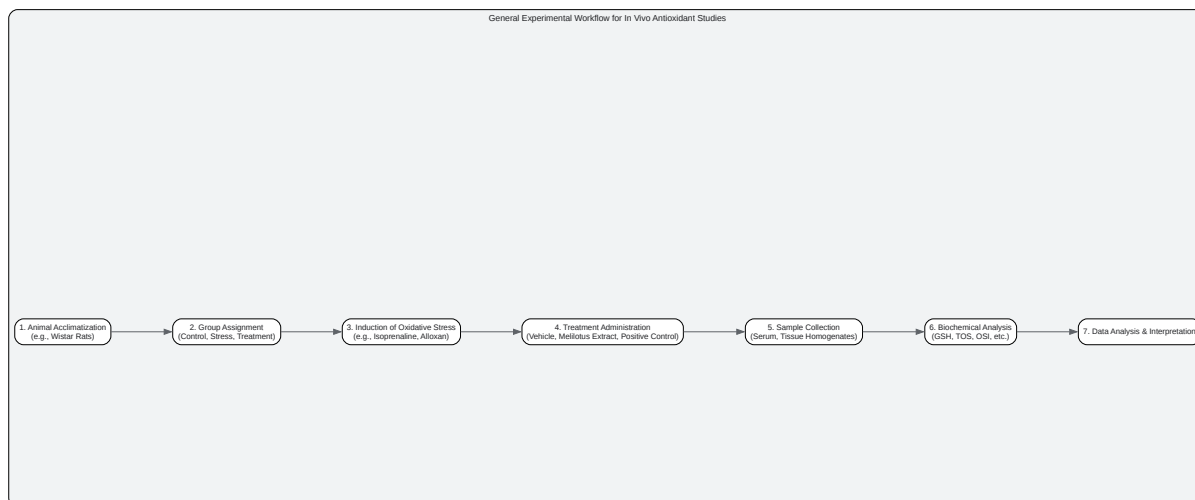 General Experimental Workflow for In Vivo Antioxidant Studies
1. Animal Acclimatization
(e.g., Wistar Rats)
2. Group Assignment
(Control, Stress, Treatment)
3. Induction of Oxidative Stress
(e.g., Isoprenaline, Alloxan)
4. Treatment Administration
(Vehicle, Melilotus Extract, Positive Control)
5. Sample Collection
(Serum, Tissue Homogenates)
6. Biochemical Analysis
(GSH, TOS, OSI, etc.)
7. Data Analysis & Interpretation